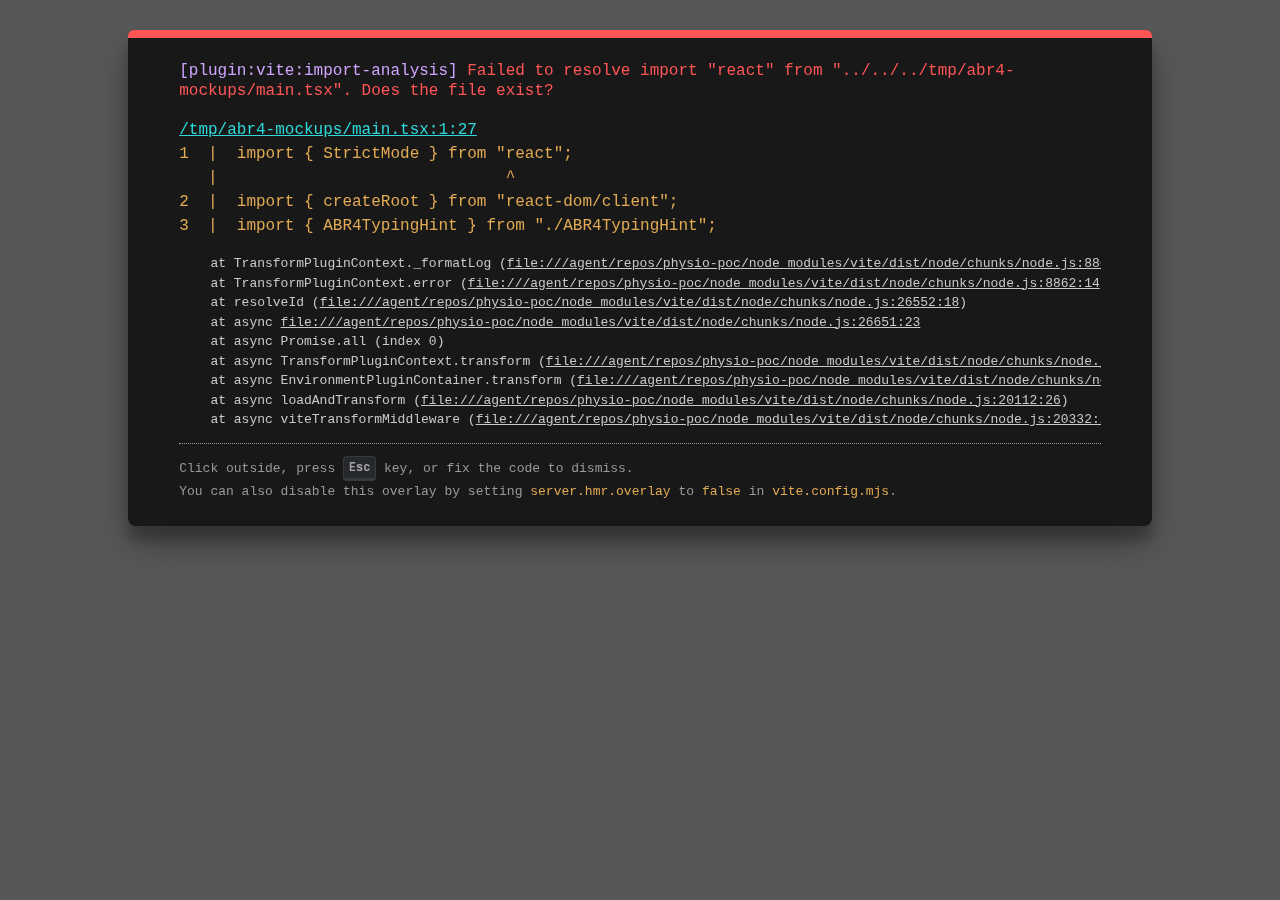 [plugin:vite:import-analysis] Failed to resolve import "react" from "../../../tmp/abr4-
mockups/main.tsx". Does the file exist?
/tmp/abr4-mockups/main.tsx:1:27
1  |  import { StrictMode } from "react";
   |                              ^
2  |  import { createRoot } from "react-dom/client";
3  |  import { ABR4TypingHint } from "./ABR4TypingHint";
at TransformPluginContext._formatLog (file:///agent/repos/physio-poc/node_modules/vite/dist/node/chunks/node.js:88
at TransformPluginContext.error (file:///agent/repos/physio-poc/node_modules/vite/dist/node/chunks/node.js:8862:14
at resolveId (file:///agent/repos/physio-poc/node_modules/vite/dist/node/chunks/node.js:26552:18)
at async file:///agent/repos/physio-poc/node_modules/vite/dist/node/chunks/node.js:26651:23
at async Promise.all (index 0)
at async TransformPluginContext.transform (file:///agent/repos/physio-poc/node_modules/vite/dist/node/chunks/node.
at async EnvironmentPluginContainer.transform (file:///agent/repos/physio-poc/node_modules/vite/dist/node/chunks/n
at async loadAndTransform (file:///agent/repos/physio-poc/node_modules/vite/dist/node/chunks/node.js:20112:26)
at async viteTransformMiddleware (file:///agent/repos/physio-poc/node_modules/vite/dist/node/chunks/node.js:20332:
Click outside, press Esc key, or fix the code to dismiss.
You can also disable this overlay by setting server.hmr.overlay to false in vite.config.mjs.